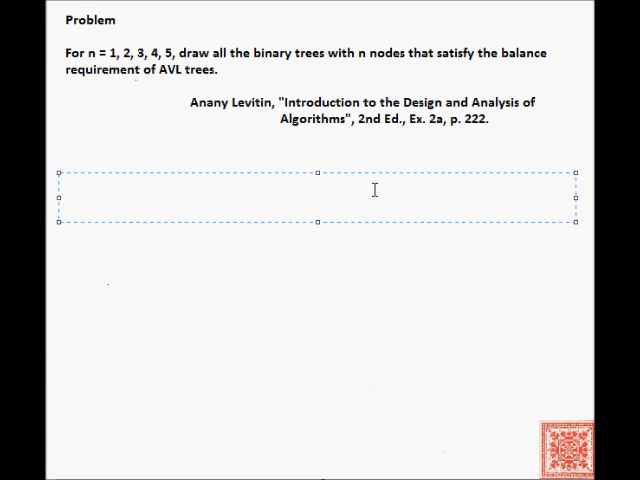 Problem
For n = 1, 2, 3, 4, 5, draw all the binary trees with n nodes that satisfy the balance
requirement of AVL trees.
Anany Levitin, "Introduction to the Design and Analysis of
Algorithms", 2nd Ed., Ex. 2a, p. 222.